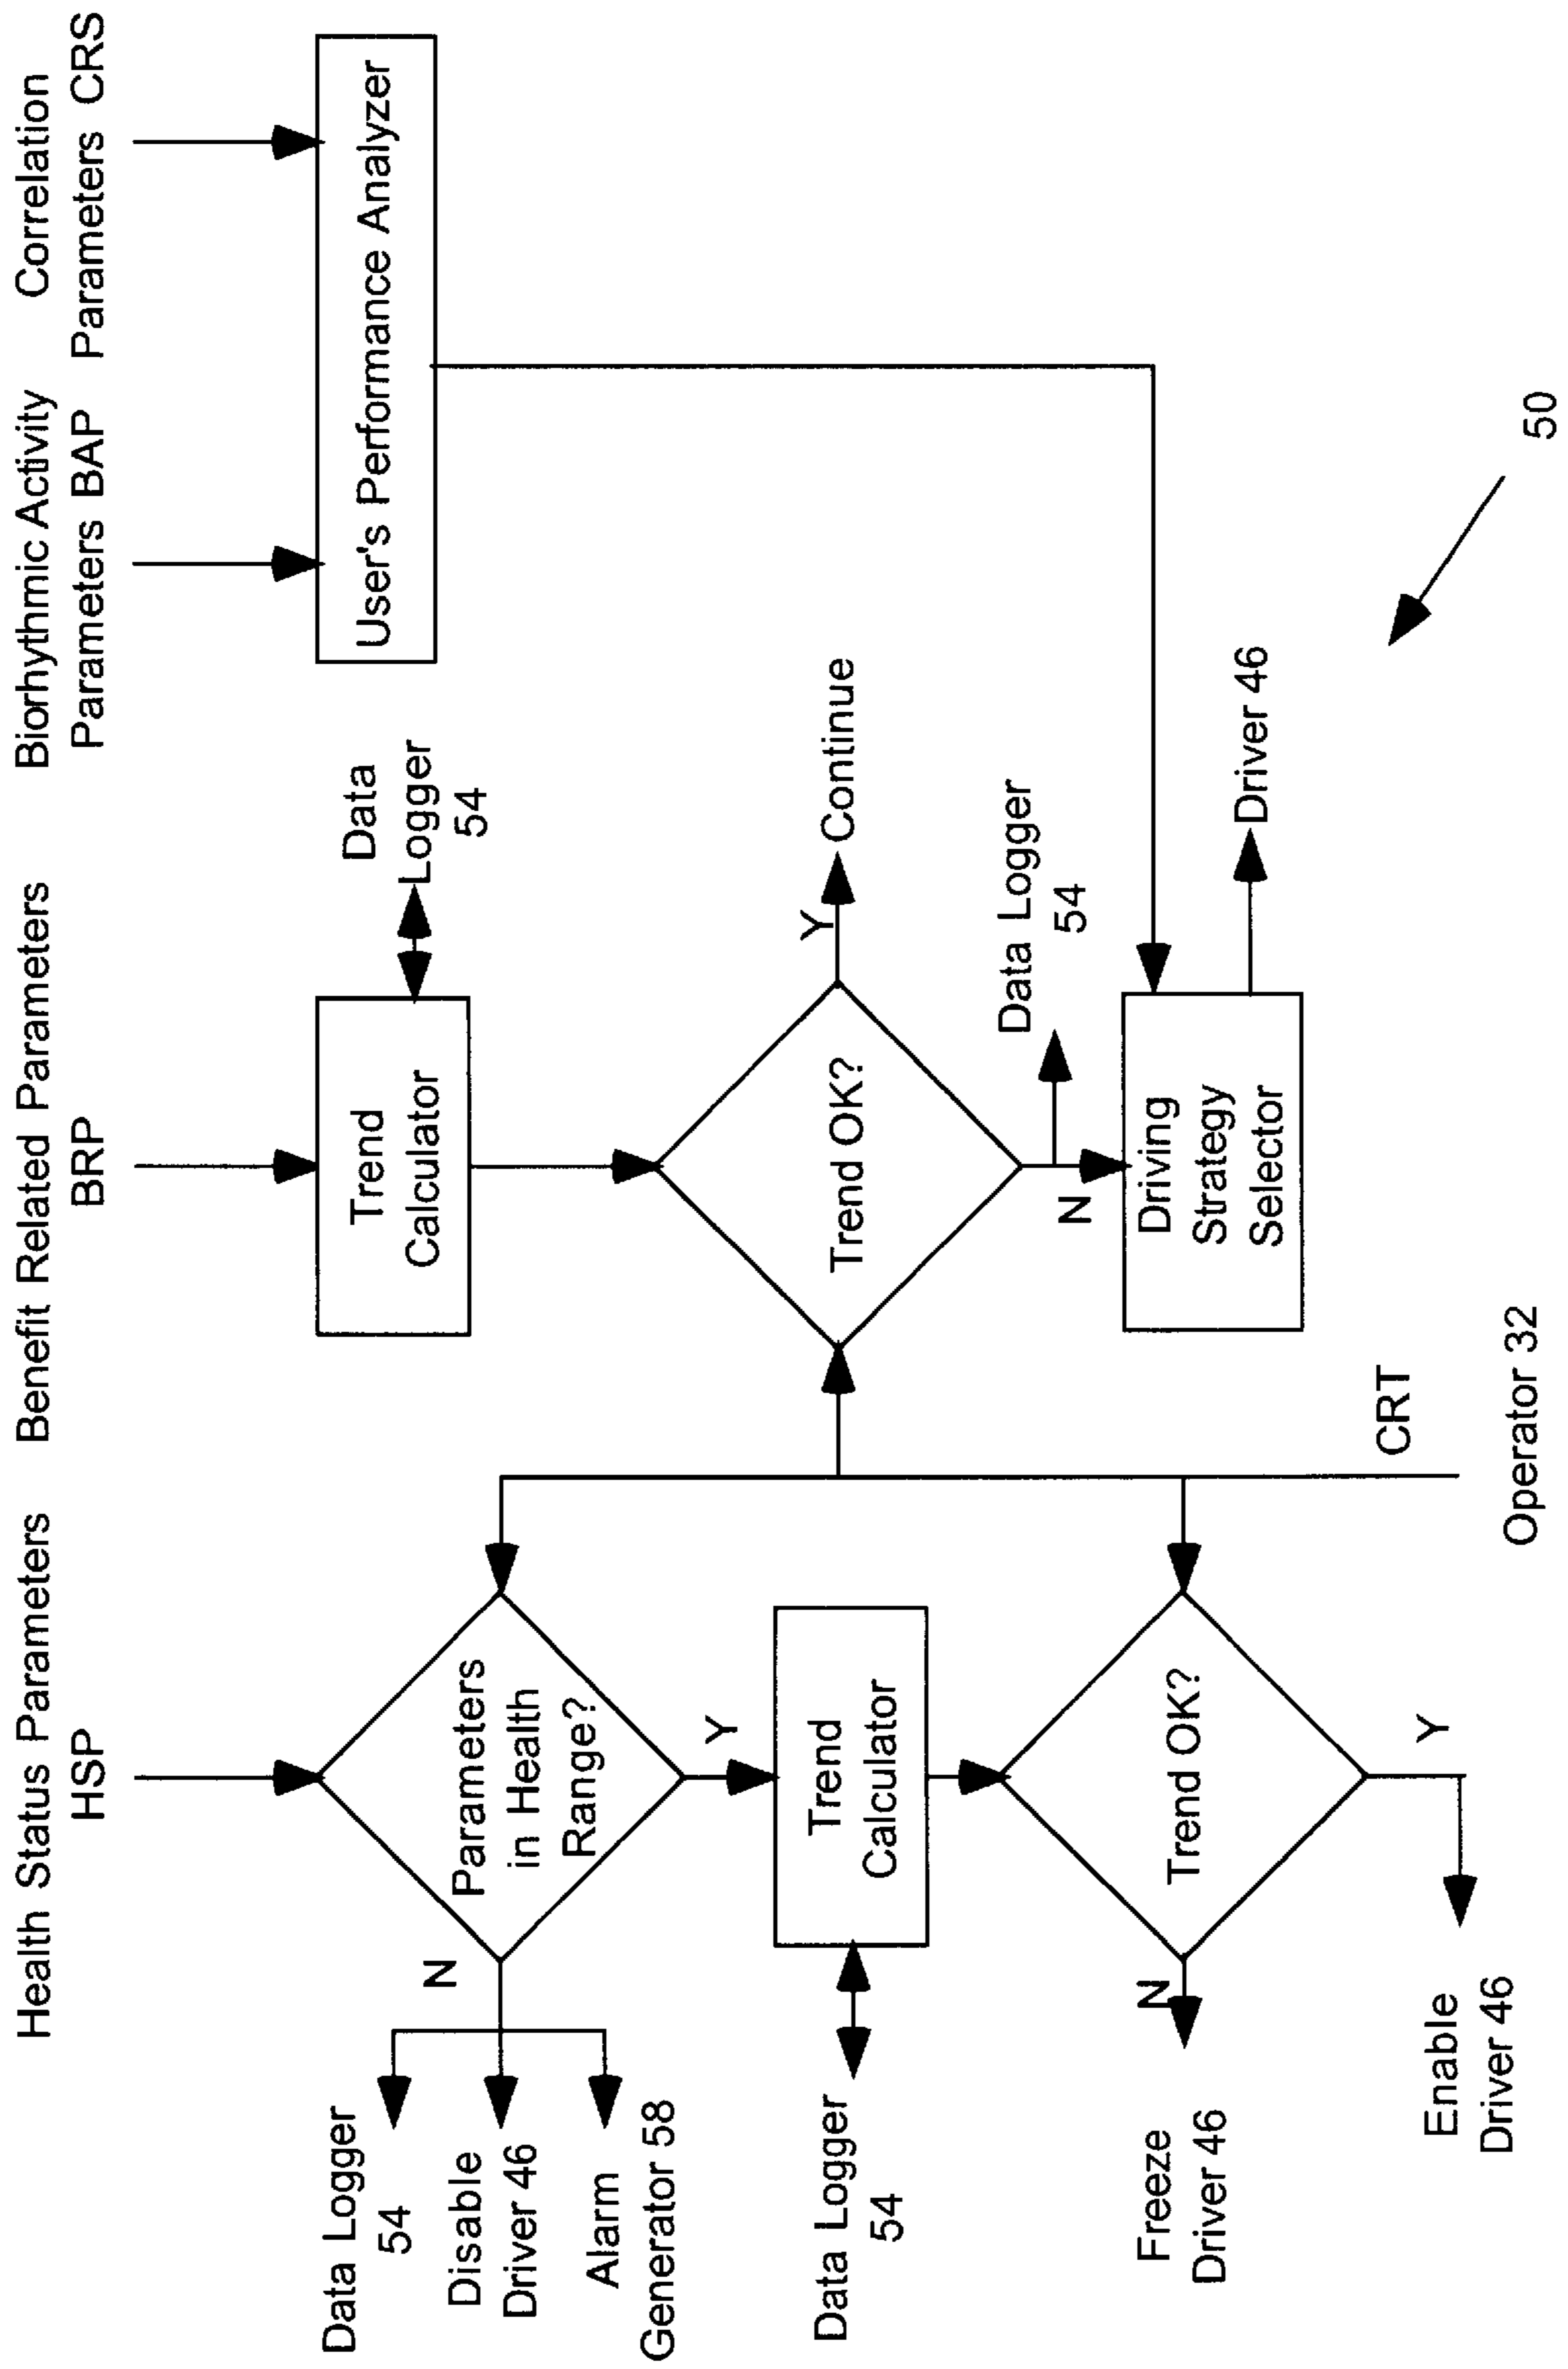 Health Status Parameters
HSP
Benefit Related Parameters
BRP
Biorhythmic Activity
Parameters BAP
Correlation
Parameters CRS
Parameters
in Health
Range?
N
Y
Data Logger
54
Disable
Driver 46
Alarm
Generator 58
Trend
Calculator
Data Logger
54
Trend OK?
N
Y
Freeze
Driver 46
Enable
Driver 46
CRT
Operator 32
Trend
Calculator
Data
Logger
54
Trend OK?
Y
Continue
N
Data Logger
54
Driving
Strategy
Selector
Driver 46
User's Performance Analyzer
50